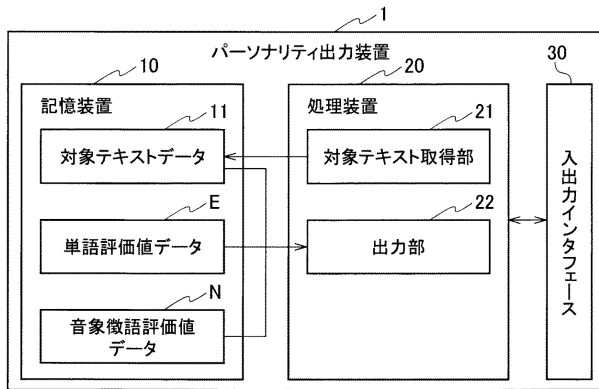 1
パーソナリティ出力装置
10
20
30
記憶装置
処理装置
11
21
対象テキストデータ
対象テキスト取得部
E
22
単語評価値データ
出力部
N
音象徴語評価値
データ
入出力インタフェース